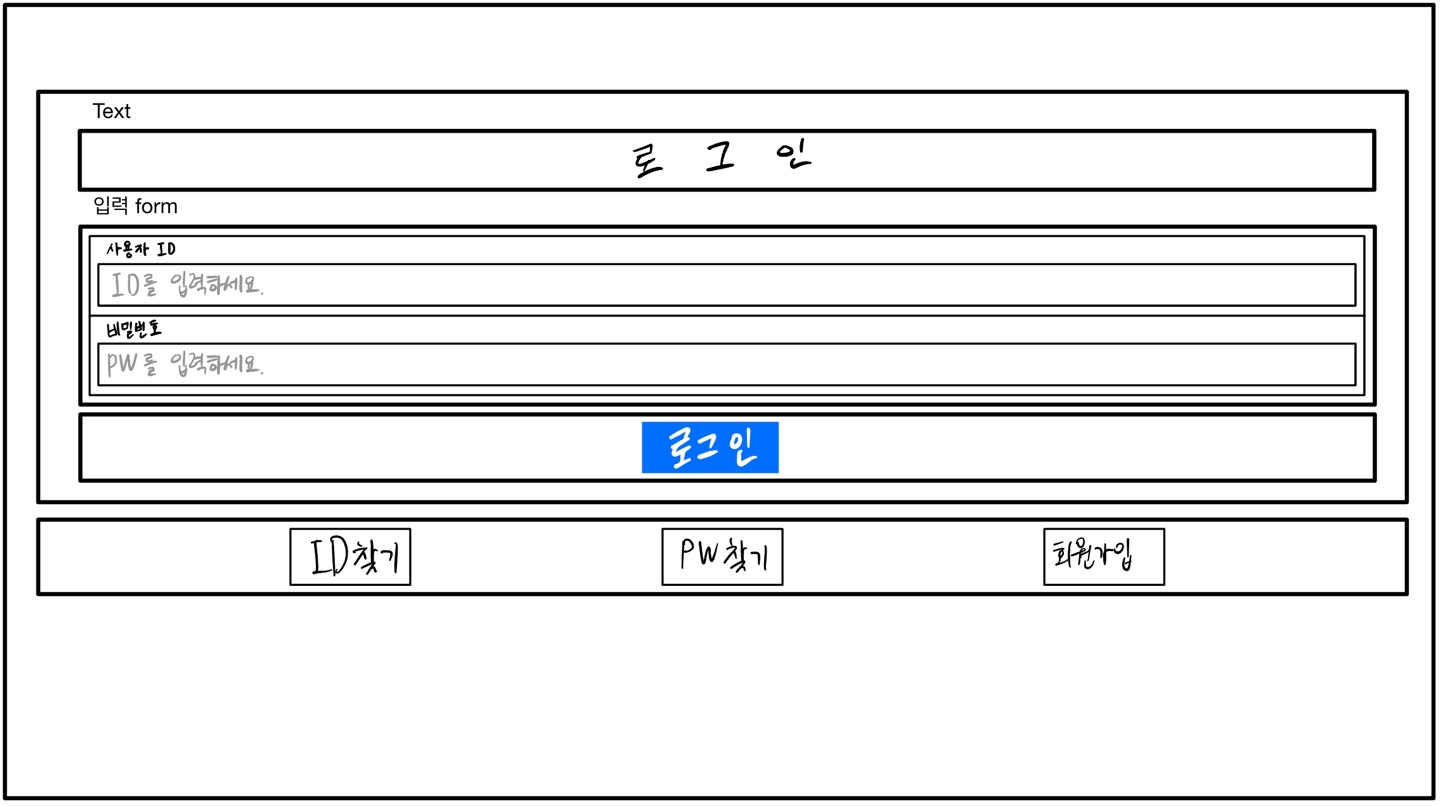 Text
로 그 인
입력 form
사용자 ID
ID를 입력하세요.
비밀번호
PW를 입력하세요.
로그인
ID찾기 PW찾기 회원가입